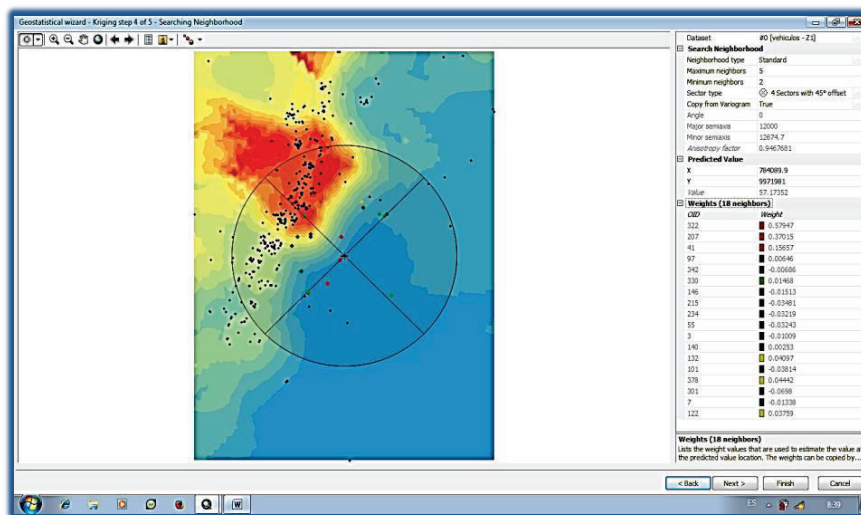 Geostatistical wizard - Kriging step 4 of 5 - Searching Neighborhood
Dataset #0 [vehiculos - Z1]
Search Neighborhood
Neighborhood type Standard
Maximum neighbors 5
Minimum neighbors 2
Sector type 4 Sectors with 45° offset
Copy from Variogram True
Angle 0
Major semiaxis 12000
Minor semiaxis 12674.7
Anisotropy factor 0.9467681
Predicted Value
X 784089.9
Y 9971981
Value 57.17352
Weights (18 neighbors)
OID Weight
322 0.57947
207 0.37015
41 0.15657
97 0.00646
342 -0.00686
330 0.01468
146 -0.01513
215 -0.03481
234 -0.03219
55 -0.03243
3 -0.01009
140 0.00253
132 0.04097
101 -0.03814
378 0.04442
301 -0.0698
7 -0.01338
122 0.03759
Weights (18 neighbors)
Lists the weight values that are used to estimate the value at
the predicted value location. The weights can be copied by...
< Back Next > Finish Cancel
W ES 8:39